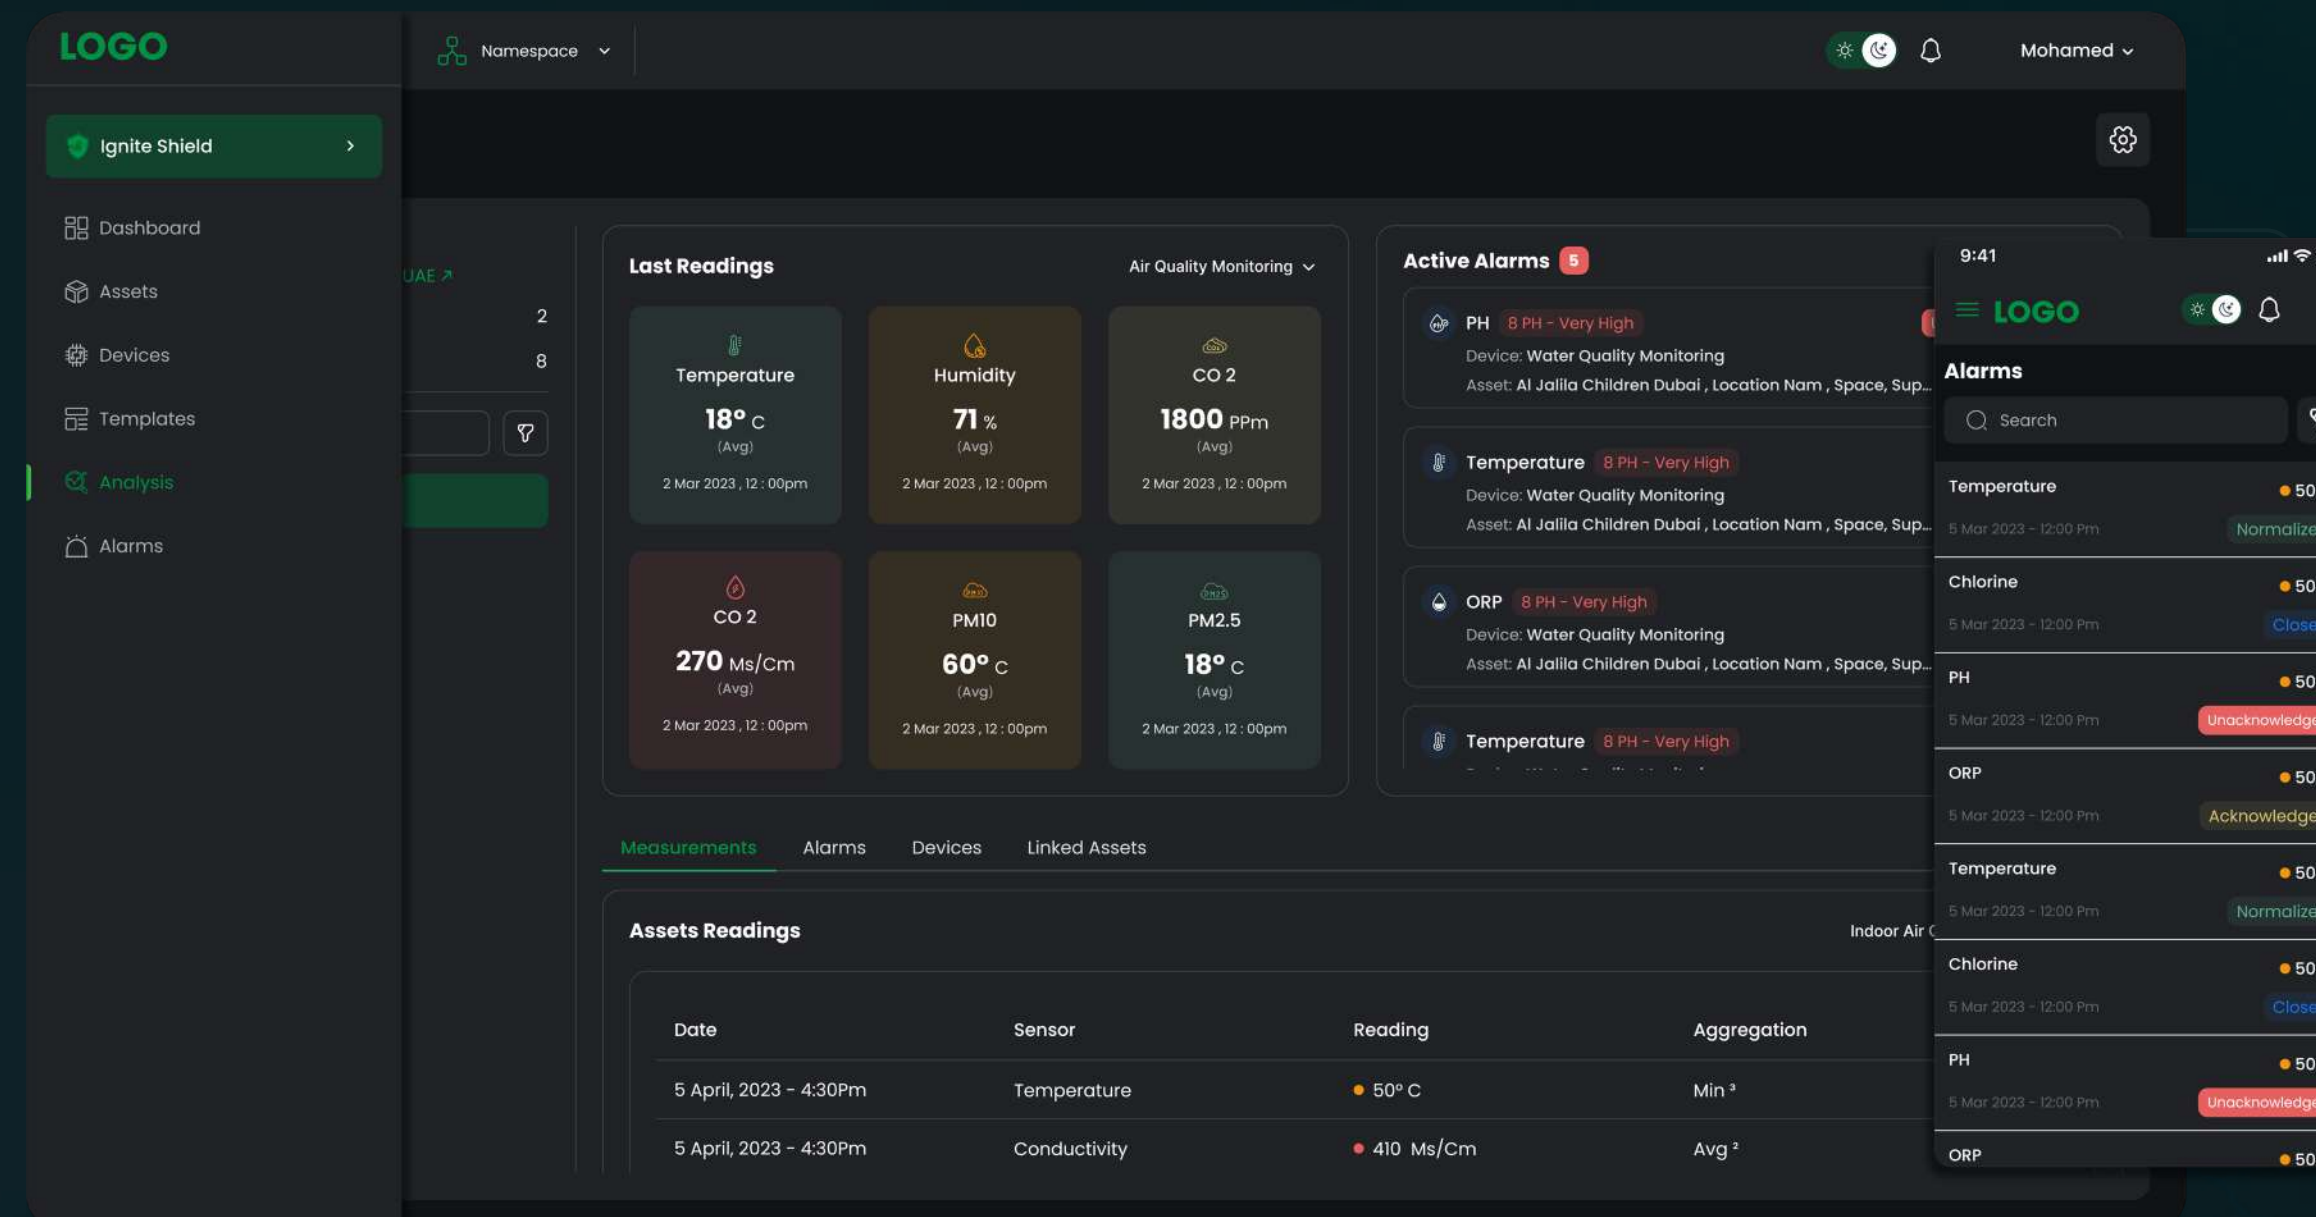 LOGO
Namespace
Mohamed
Ignite Shield
Dashboard
Assets
Devices
Templates
Analysis
Alarms
UAE
2
8
Last Readings
Air Quality Monitoring
Temperature
18° C
(Avg)
2 Mar 2023 , 12 : 00pm
Humidity
71 %
(Avg)
2 Mar 2023 , 12 : 00pm
CO 2
1800 PPm
(Avg)
2 Mar 2023 , 12 : 00pm
CO 2
270 Ms/Cm
(Avg)
2 Mar 2023 , 12 : 00pm
PM10
60° C
(Avg)
2 Mar 2023 , 12 : 00pm
PM2.5
18° C
(Avg)
2 Mar 2023 , 12 : 00pm
Active Alarms 5
PH 8 PH - Very High
Device: Water Quality Monitoring
Asset: Al Jalila Children Dubai , Location Nam , Space, Sup...
Temperature 8 PH - Very High
Device: Water Quality Monitoring
Asset: Al Jalila Children Dubai , Location Nam , Space, Sup...
ORP 8 PH - Very High
Device: Water Quality Monitoring
Asset: Al Jalila Children Dubai , Location Nam , Space, Sup...
Temperature 8 PH - Very High
Measurements Alarms Devices Linked Assets
Assets Readings
Indoor Air
Date Sensor Reading Aggregation
5 April, 2023 - 4:30Pm Temperature 50° C Min ³
5 April, 2023 - 4:30Pm Conductivity 410 Ms/Cm Avg ²
9:41
LOGO
Alarms
Search
Temperature 50
5 Mar 2023 - 12:00 Pm Normalize
Chlorine 50
5 Mar 2023 - 12:00 Pm Close
PH 50
5 Mar 2023 - 12:00 Pm Unacknowledge
ORP 50
5 Mar 2023 - 12:00 Pm Acknowledge
Temperature 50
5 Mar 2023 - 12:00 Pm Normalize
Chlorine 50
5 Mar 2023 - 12:00 Pm Close
PH 50
5 Mar 2023 - 12:00 Pm Unacknowledge
ORP 50